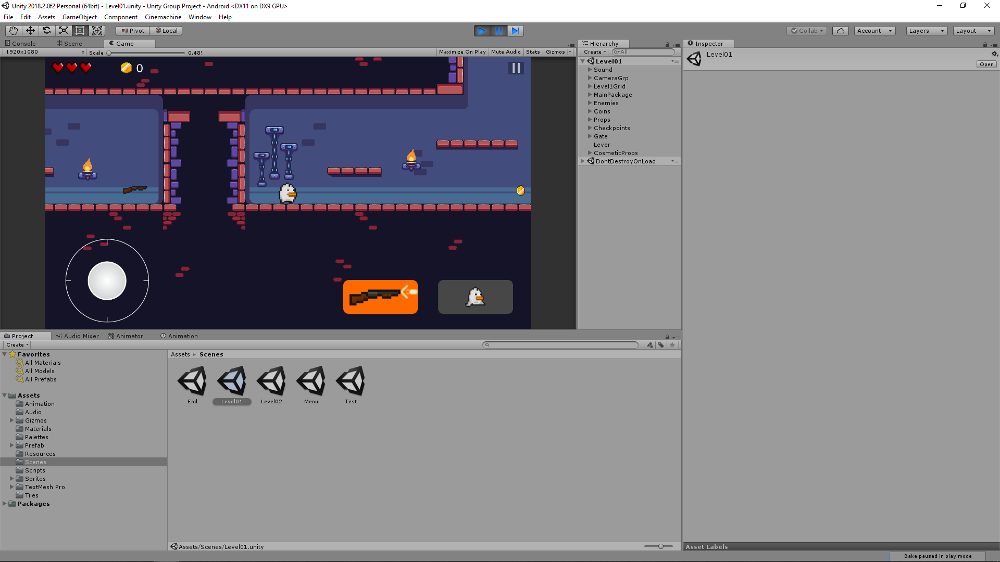 Unity 2018.2.0f2 Personal (64bit) - Level01.unity - Unity Group Project - Android <DX11 on DX9 GPU>
File Edit Assets GameObject Component Cinemachine Window Help
Pivot Local
Collab Account Layers Layout
Console Scene Game
1920x1080 Scale 0.48
Maximize On Play Mute Audio Stats Gizmos
0
Hierarchy
Create All
Level01
Sound
CameraGrp
Level1Grid
MainPackage
Enemies
Coins
Props
Checkpoints
Gate
Lever
CosmeticProps
DontDestroyOnLoad
Inspector
Level01
Open
Project Audio Mixer Animator Animation
Create
Favorites
All Materials
All Models
All Prefabs
Assets
Animation
Audio
Gizmos
Materials
Palettes
Prefab
Resources
Scenes
Scripts
Sprites
TextMesh Pro
Tiles
Packages
Assets Scenes
End Level01 Level02 Menu Test
Assets/Scenes/Level01.unity
Asset Labels
Bake paused in play mode